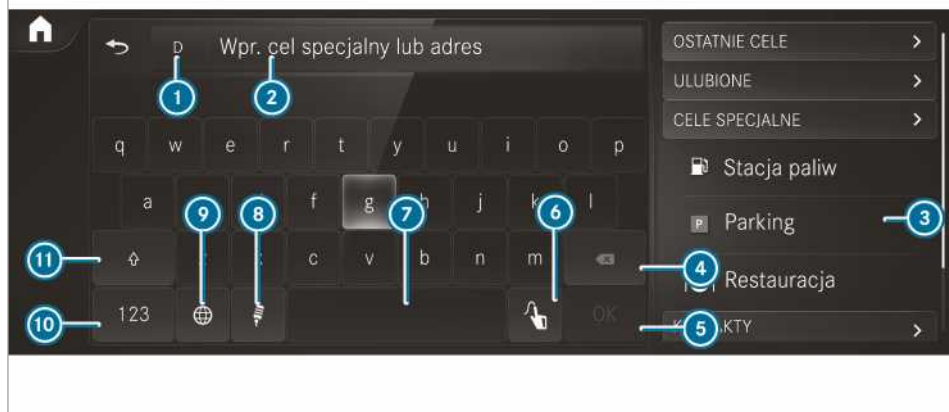 D Wpr. cel specjalny lub adres
1 2
q w e r t y u i o p
a f g h j k l
9 8 7 6
c v b n m
11 4
123 OK
10 5
OSTATNIE CELE
ULUBIONE
CELE SPECJALNE
Stacja paliw
P Parking
3
Restauracja